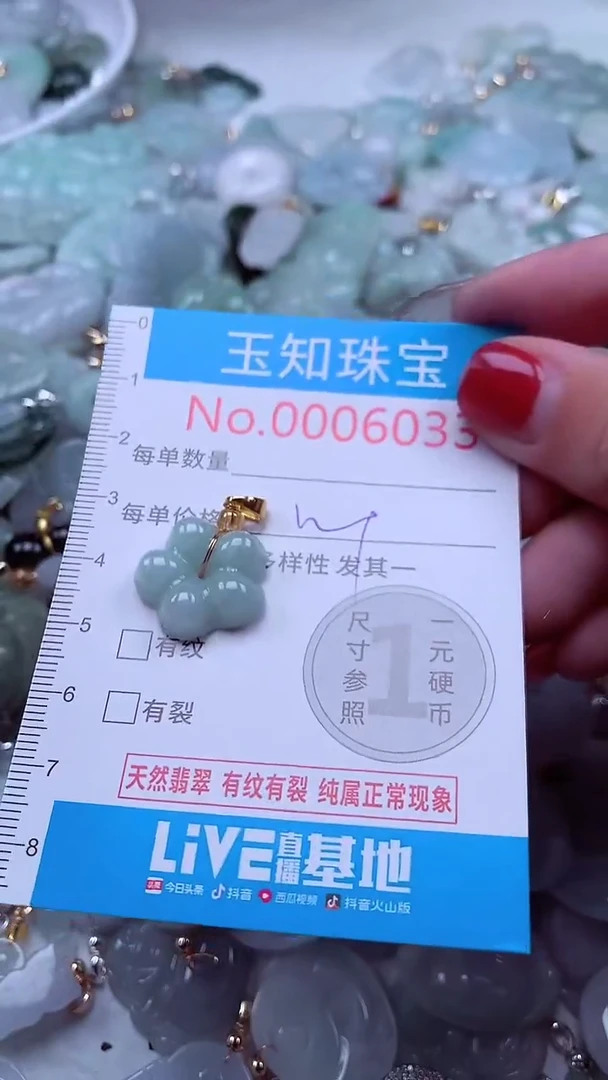 0
玉知珠宝
1
No.0006033
2
每单数量
3
每单价格
4
多样性 发其一
5
有纹
尺寸参照
1
一元硬币
6
有裂
7
天然翡翠 有纹有裂 纯属正常现象
8
LiVE直播基地
头条 今日头条 抖音 西瓜视频 抖音火山版